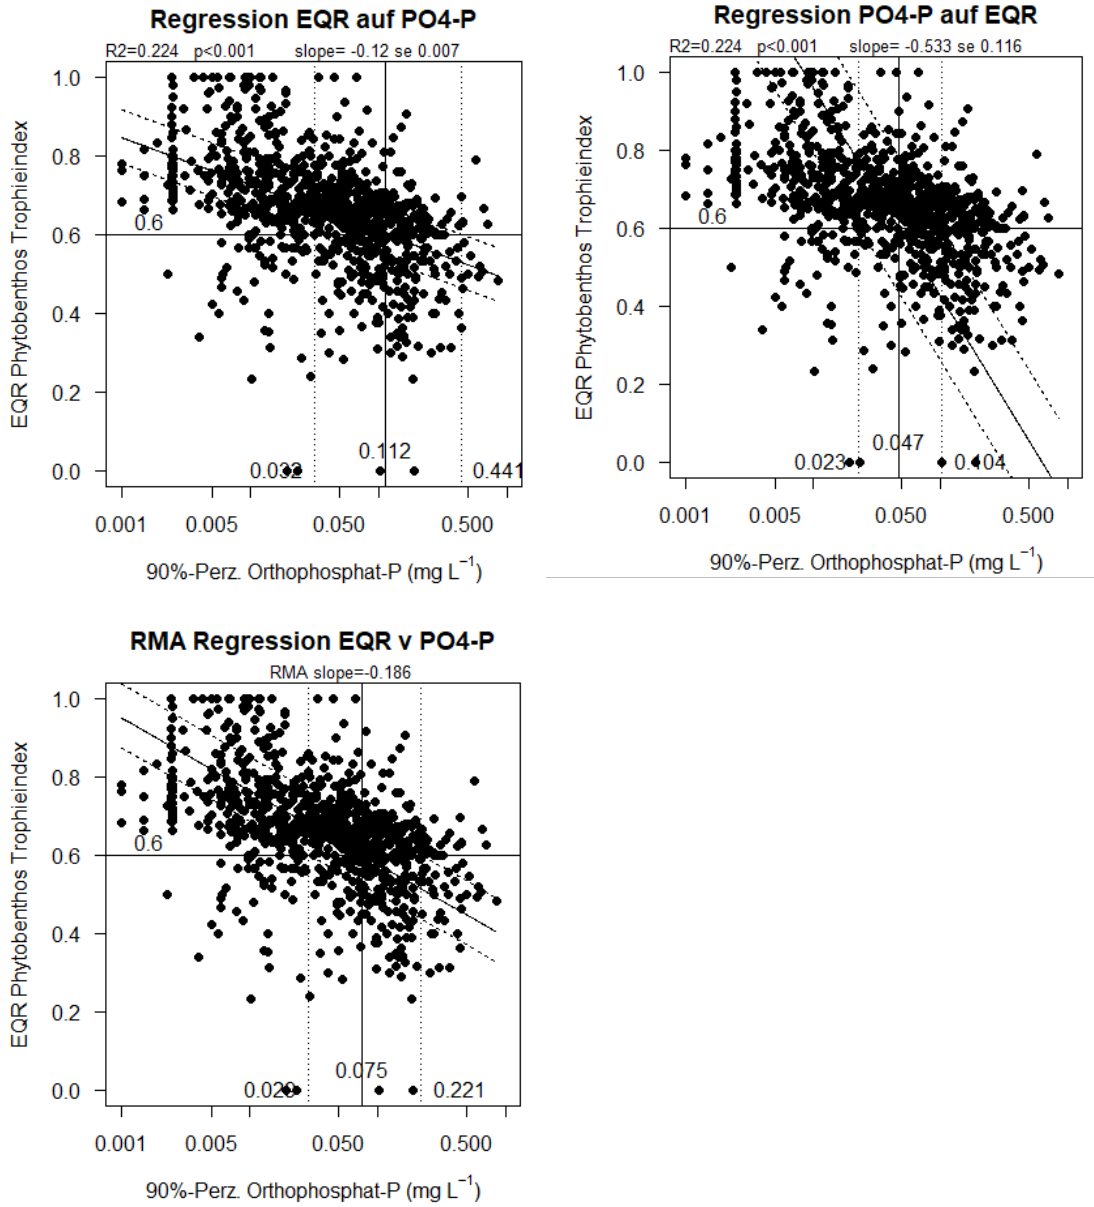 Regression EQR auf PO4-P
R2=0.224 p<0.001 slope= -0.12 se 0.007
EQR Phytobenthos Trophieindex
1.0
0.8
0.6
0.4
0.2
0.0
0.6
0.112
0.032
0.441
0.001 0.005 0.050 0.500
90%-Perz. Orthophosphat-P (mg L⁻¹)
Regression PO4-P auf EQR
R2=0.224 p<0.001 slope= -0.533 se 0.116
EQR Phytobenthos Trophieindex
1.0
0.8
0.6
0.4
0.2
0.0
0.6
0.047
0.023
0.104
0.001 0.005 0.050 0.500
90%-Perz. Orthophosphat-P (mg L⁻¹)
RMA Regression EQR v PO4-P
RMA slope=-0.186
EQR Phytobenthos Trophieindex
1.0
0.8
0.6
0.4
0.2
0.0
0.6
0.075
0.221
0.001 0.005 0.050 0.500
90%-Perz. Orthophosphat-P (mg L⁻¹)